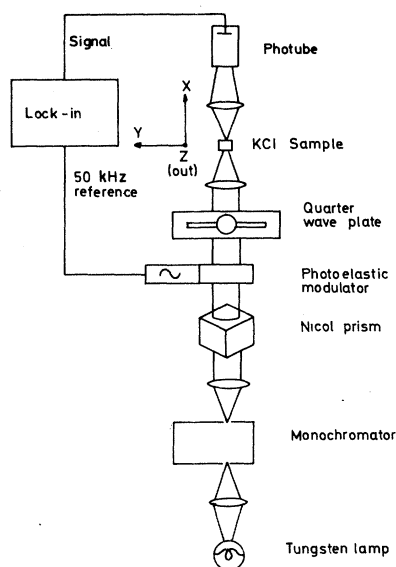 Signal
Photube
Lock-in
X
Y
Z
(out)
KCl Sample
50 kHz
reference
Quarter
wave plate
Photoelastic
modulator
Nicol prism
Monochromator
Tungsten lamp